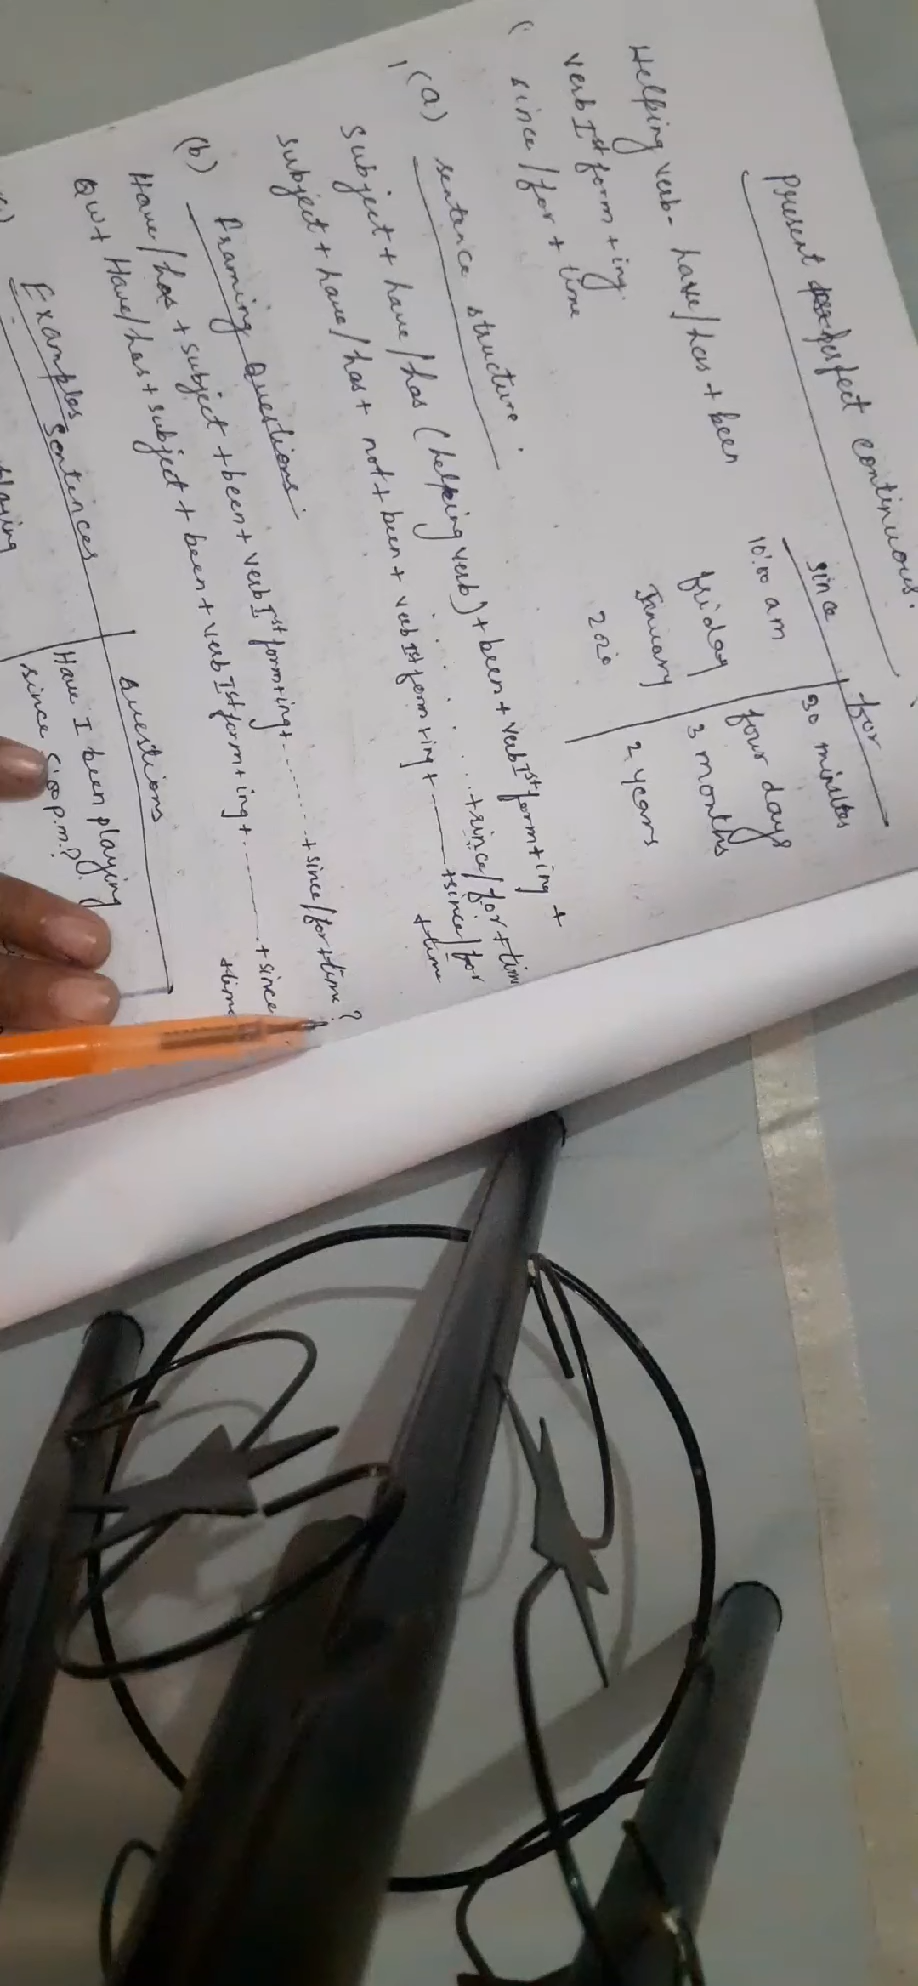 Present perfect continuous.
Helping verb- have/has + been
verb Ist form + ing.
since/for + time
since | for
10:00 am | 30 minutes
friday | four days
January | 3 months
2020 | 2 years
(a) sentence structure.
Subject + have/has (helping verb) + been + verb Ist form + ing +
........ + since/for + time
subject + have/has + not + been + verb Ist form + ing + ........ + since/for
+ time
(b) Framing Questions:-
Have/has + subject + been + verb Ist form + ing + ........ + since/for + time ?
QW + Have/has + subject + been + verb Ist form + ing + ........ + since
+ time
Examples sentences | Questions
Have I been playing
since 5:00 p.m.?
playing